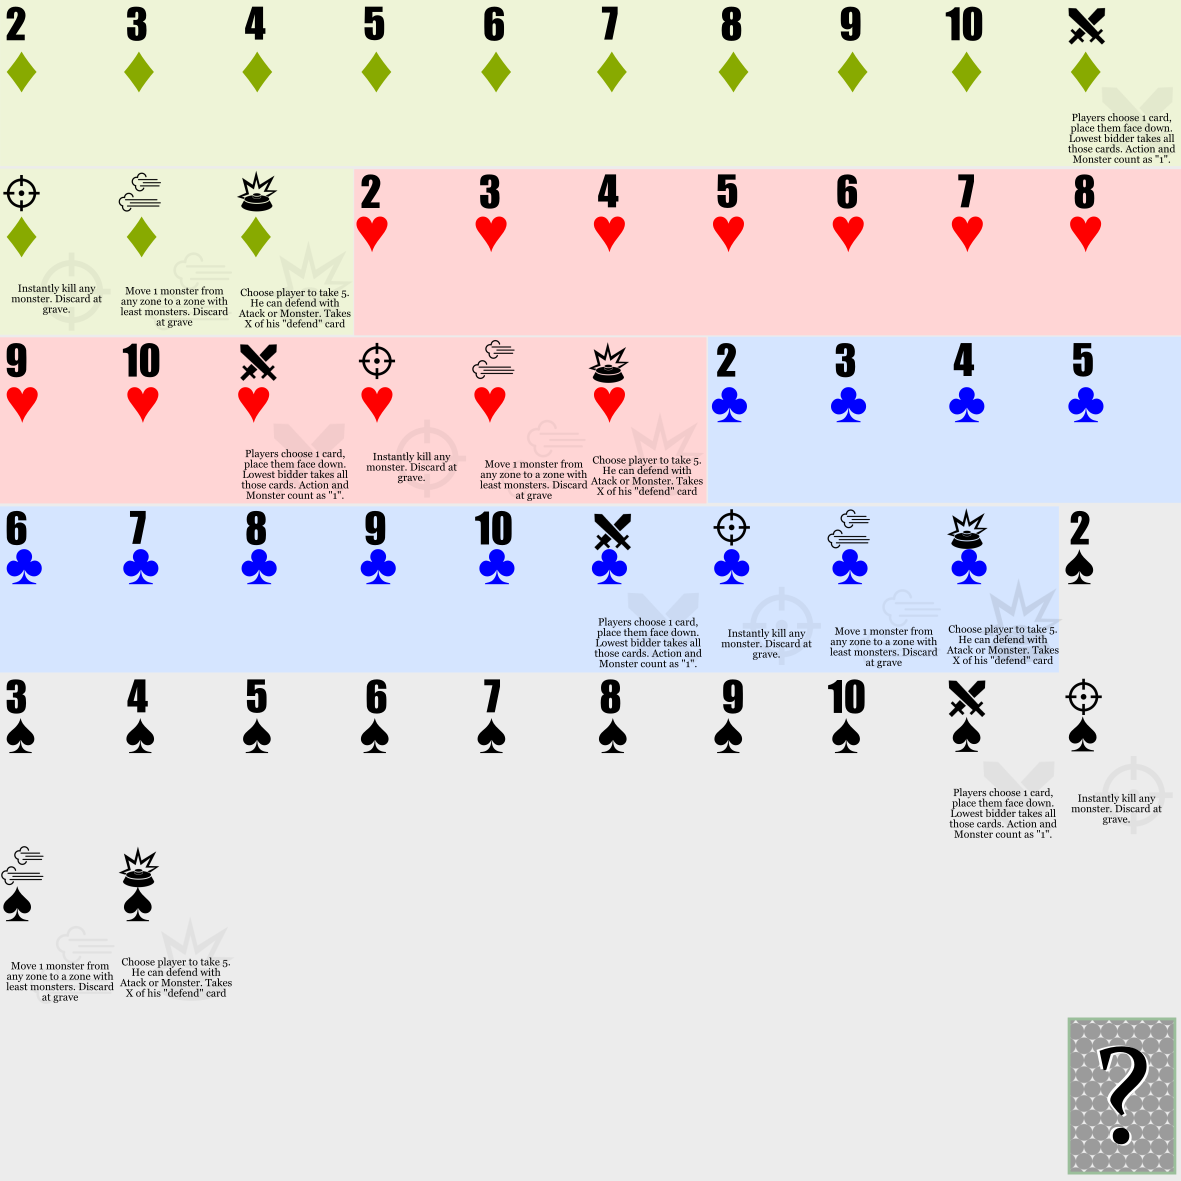 2 3 4 5 6 7 8 9 10
Players choose 1 card,
place them face down.
Lowest bidder takes all
those cards. Action and
Monster count as "1".
2 3 4 5 6 7 8
Instantly kill any
monster. Discard at
grave.
Move 1 monster from
any zone to a zone with
least monsters. Discard
at grave
Choose player to take 5.
He can defend with
Atack or Monster. Takes
X of his "defend" card
9 10 2 3 4 5
Players choose 1 card,
place them face down.
Lowest bidder takes all
those cards. Action and
Monster count as "1".
Instantly kill any
monster. Discard at
grave.
Move 1 monster from
any zone to a zone with
least monsters. Discard
at grave
Choose player to take 5.
He can defend with
Atack or Monster. Takes
X of his "defend" card
6 7 8 9 10 2
Players choose 1 card,
place them face down.
Lowest bidder takes all
those cards. Action and
Monster count as "1".
Instantly kill any
monster. Discard at
grave.
Move 1 monster from
any zone to a zone with
least monsters. Discard
at grave
Choose player to take 5.
He can defend with
Atack or Monster. Takes
X of his "defend" card
3 4 5 6 7 8 9 10
Players choose 1 card,
place them face down.
Lowest bidder takes all
those cards. Action and
Monster count as "1".
Instantly kill any
monster. Discard at
grave.
Move 1 monster from
any zone to a zone with
least monsters. Discard
at grave
Choose player to take 5.
He can defend with
Atack or Monster. Takes
X of his "defend" card
?